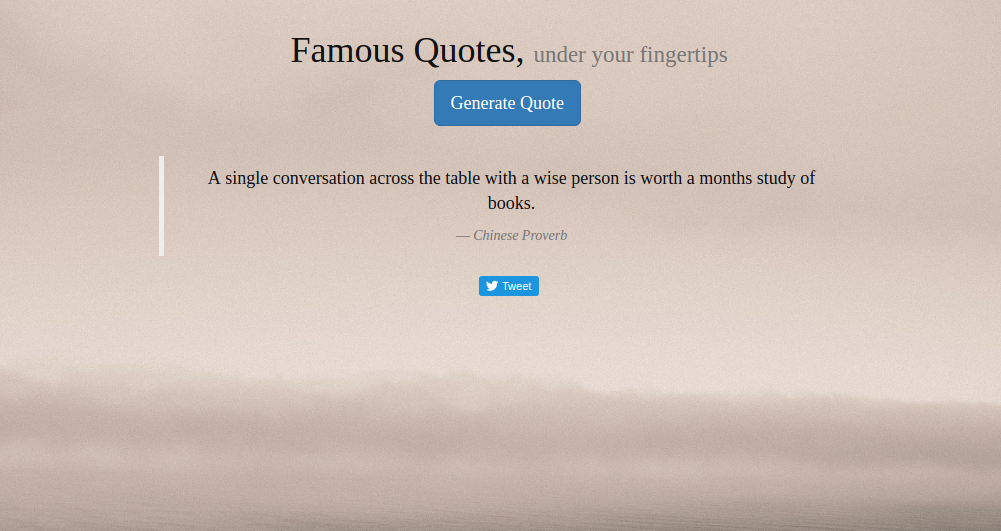 Famous Quotes, under your fingertips
Generate Quote
A single conversation across the table with a wise person is worth a months study of
books.
— Chinese Proverb
Tweet